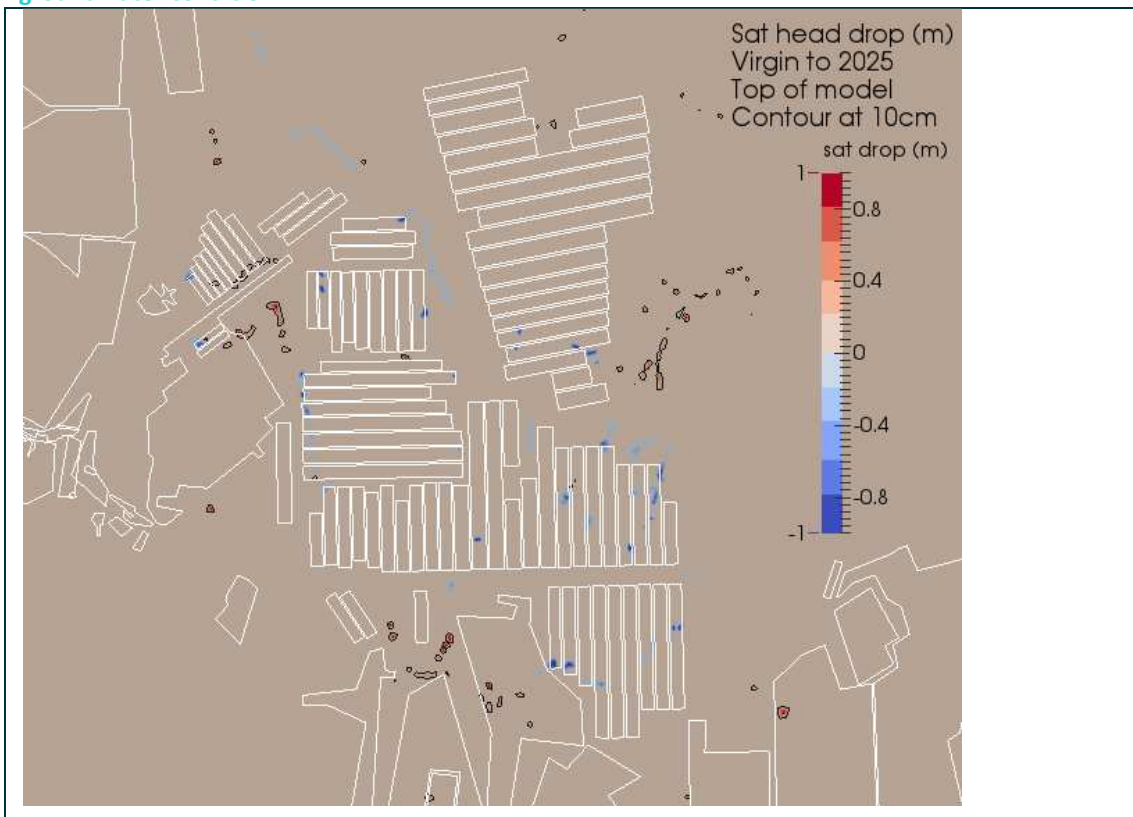 Sat head drop (m)
Virgin to 2025
Top of model
Contour at 10cm
sat drop (m)
1
0.8
0.4
0
-0.4
-0.8
-1